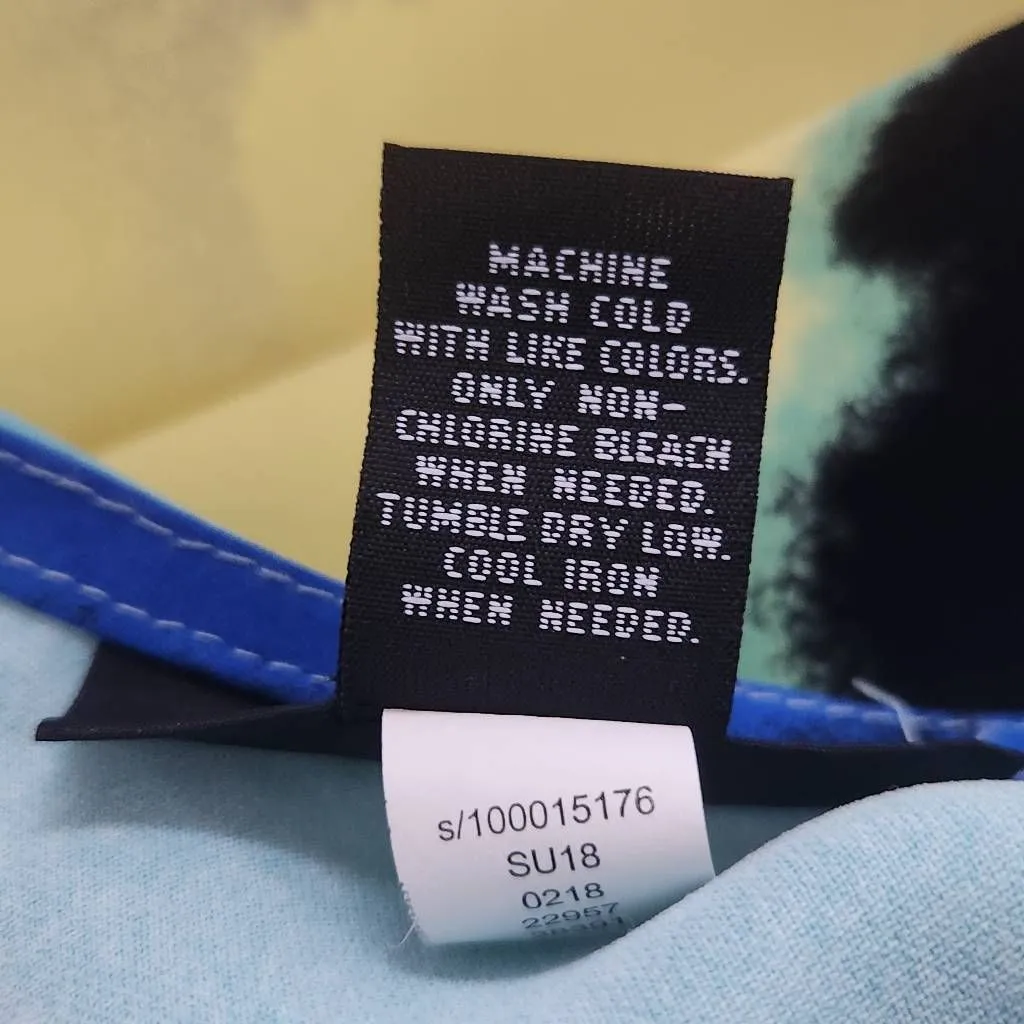 MACHINE
WASH COLD
WITH LIKE COLORS.
ONLY NON-
CHLORINE BLEACH
WHEN NEEDED.
TUMBLE DRY LOW.
COOL IRON
WHEN NEEDED.
s/100015176
SU18
0218
22957